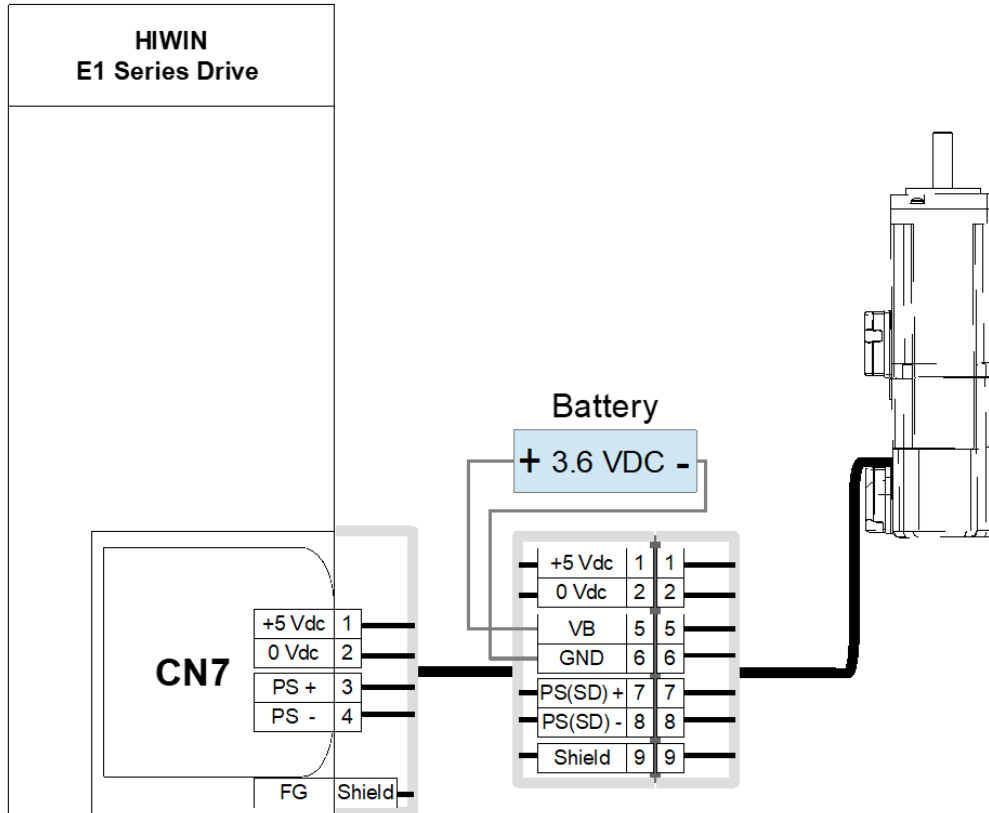 HIWIN
E1 Series Drive
Battery
+ 3.6 VDC -
+5 Vdc 1 1
0 Vdc 2 2
VB 5 5
GND 6 6
PS(SD) + 7 7
PS(SD) - 8 8
Shield 9 9
CN7
+5 Vdc 1
0 Vdc 2
PS + 3
PS - 4
FG Shield